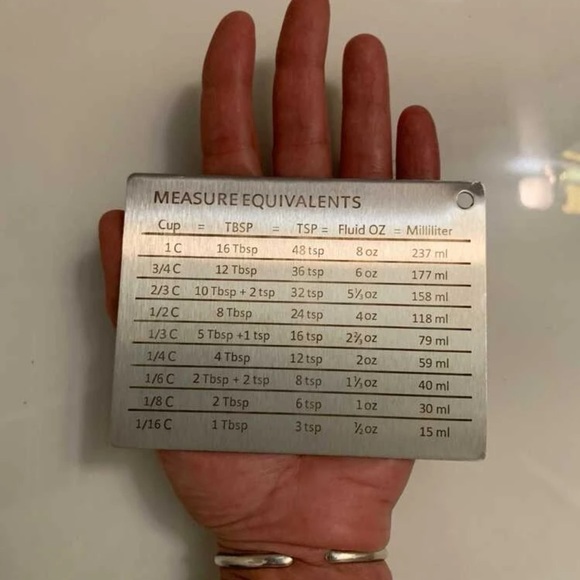 MEASURE EQUIVALENTS
Cup = TBSP = TSP = Fluid OZ = Milliliter
1 C 16 Tbsp 48 tsp 8 oz 237 ml
3/4 C 12 Tbsp 36 tsp 6 oz 177 ml
2/3 C 10 Tbsp + 2 tsp 32 tsp 5⅓ oz 158 ml
1/2 C 8 Tbsp 24 tsp 4 oz 118 ml
1/3 C 5 Tbsp +1 tsp 16 tsp 2⅔ oz 79 ml
1/4 C 4 Tbsp 12 tsp 2oz 59 ml
1/6 C 2 Tbsp + 2 tsp 8 tsp 1⅓ oz 40 ml
1/8 C 2 Tbsp 6 tsp 1 oz 30 ml
1/16 C 1 Tbsp 3 tsp ½ oz 15 ml